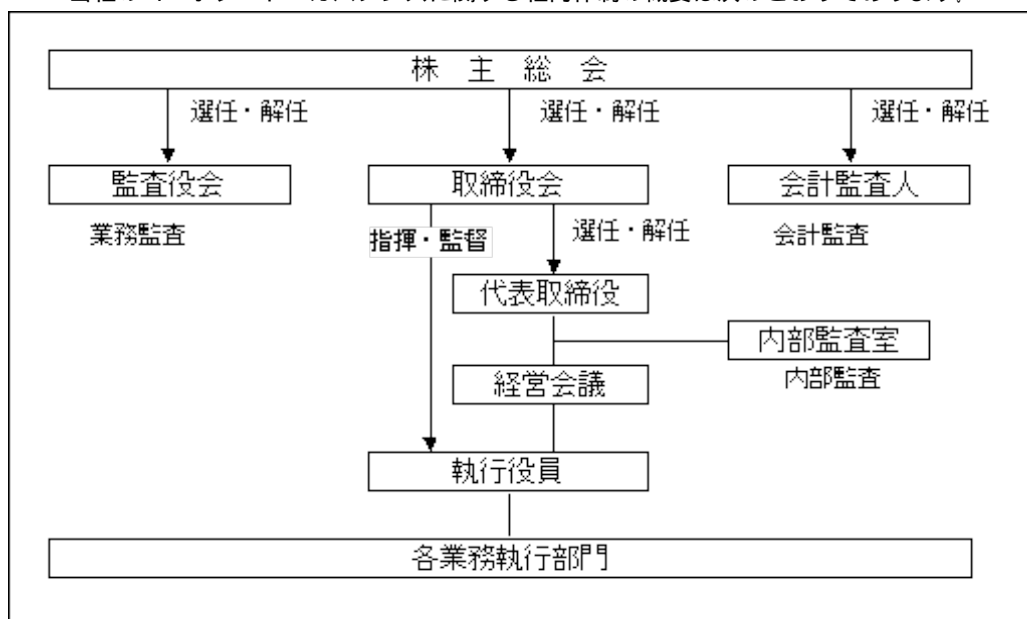 株 主 総 会
選任・解任 選任・解任 選任・解任
監査役会 取締役会 会計監査人
業務監査 指揮・監督 選任・解任 会計監査
代表取締役
内部監査室
経営会議 内部監査
執行役員
各業務執行部門